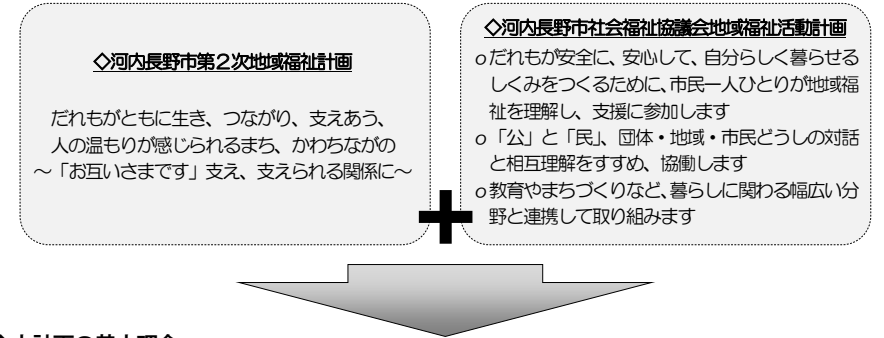 ◇河内長野市第2次地域福祉計画
だれもがともに生き、つながり、支えあう、
人の温もりが感じられるまち、かわちながの
～「お互いさまです」支え、支えられる関係に～
◇河内長野市社会福祉協議会地域福祉活動計画
oだれもが安全に、安心して、自分らしく暮らせる
しくみをつくるために、市民一人ひとりが地域福
祉を理解し、支援に参加します
o「公」と「民」、団体・地域・市民どうしの対話
と相互理解をすすめ、協働します
o教育やまちづくりなど、暮らしに関わる幅広い分
野と連携して取り組みます